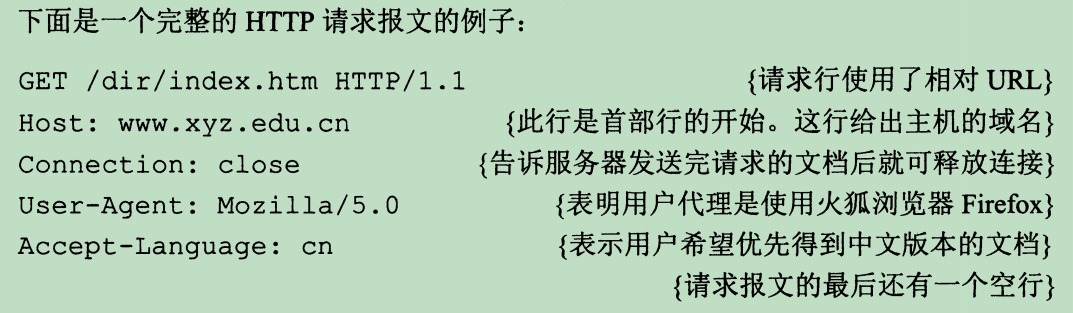 下面是一个完整的 HTTP 请求报文的例子：
GET /dir/index.htm HTTP/1.1 {请求行使用了相对 URL}
Host: www.xyz.edu.cn {此行是首部行的开始。这行给出主机的域名}
Connection: close {告诉服务器发送完请求的文档后就可释放连接}
User-Agent: Mozilla/5.0 {表明用户代理是使用火狐浏览器 Firefox}
Accept-Language: cn {表示用户希望优先得到中文版本的文档}
{请求报文的最后还有一个空行}